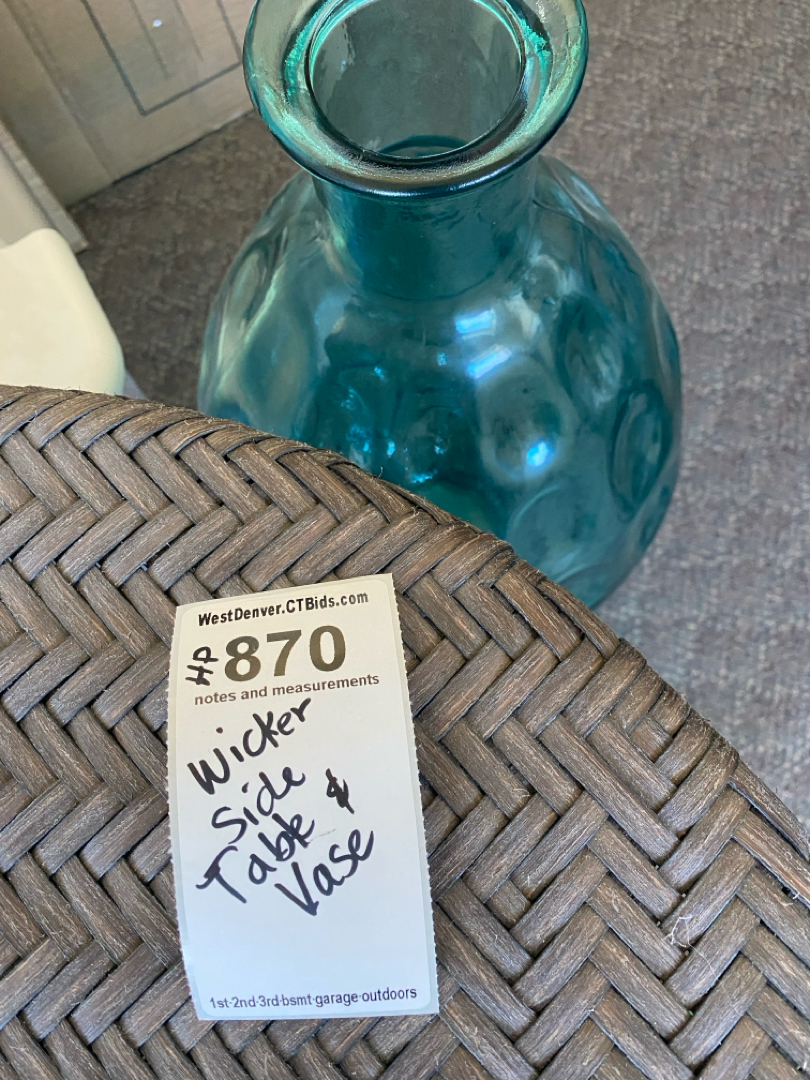 WestDenver.CTBids.com
HP 870
notes and measurements
Wicker
Side
Table &
Vase
1st-2nd-3rd-bsmt-garage-outdoors